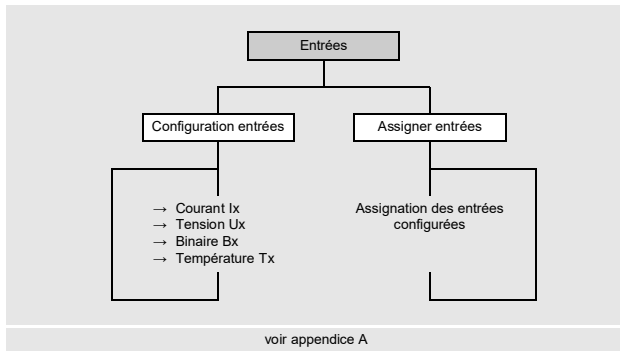 Entrées
Configuration entrées
Assigner entrées
→ Courant Ix
→ Tension Ux
→ Binaire Bx
→ Température Tx
Assignation des entrées
configurées
voir appendice A